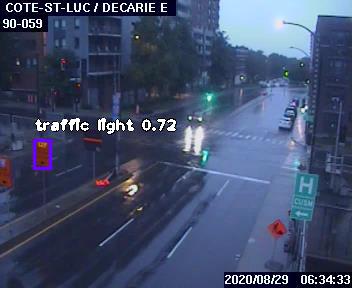 COTE-ST-LUC / DECARIE E
90-059
traffic light 0.72
H
CUSM
2020/08/29 06:34:33